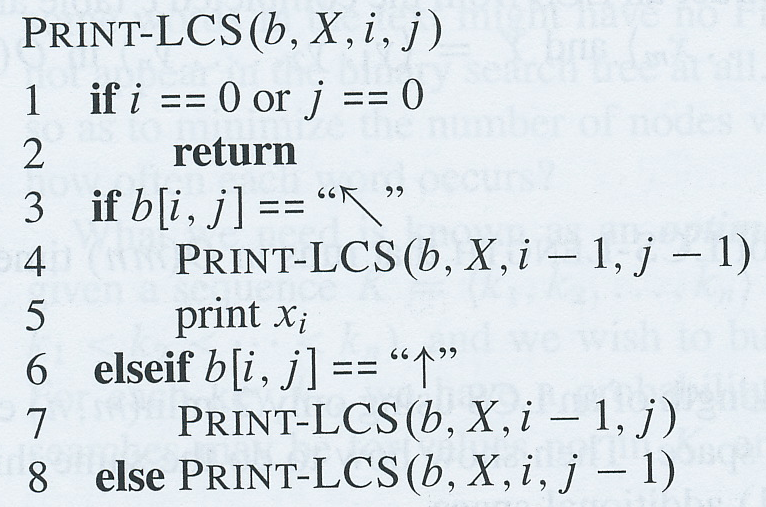 PRINT-LCS(b, X, i, j)
1 if i == 0 or j == 0
2 return
3 if b[i, j] == “↖”
4 PRINT-LCS(b, X, i − 1, j − 1)
5 print xᵢ
6 elseif b[i, j] == “↑”
7 PRINT-LCS(b, X, i − 1, j)
8 else PRINT-LCS(b, X, i, j − 1)